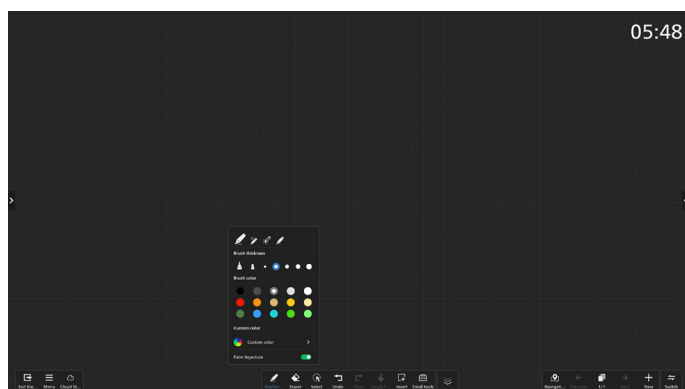 05:48
Brush thickness
Brush color
Custom color
Custom color
Palm Rejection
Exit the...
Menu
Cloud St...
Eraser
Select
Undo
Insert
Small tools
Navigati...
1/1
New
Switch